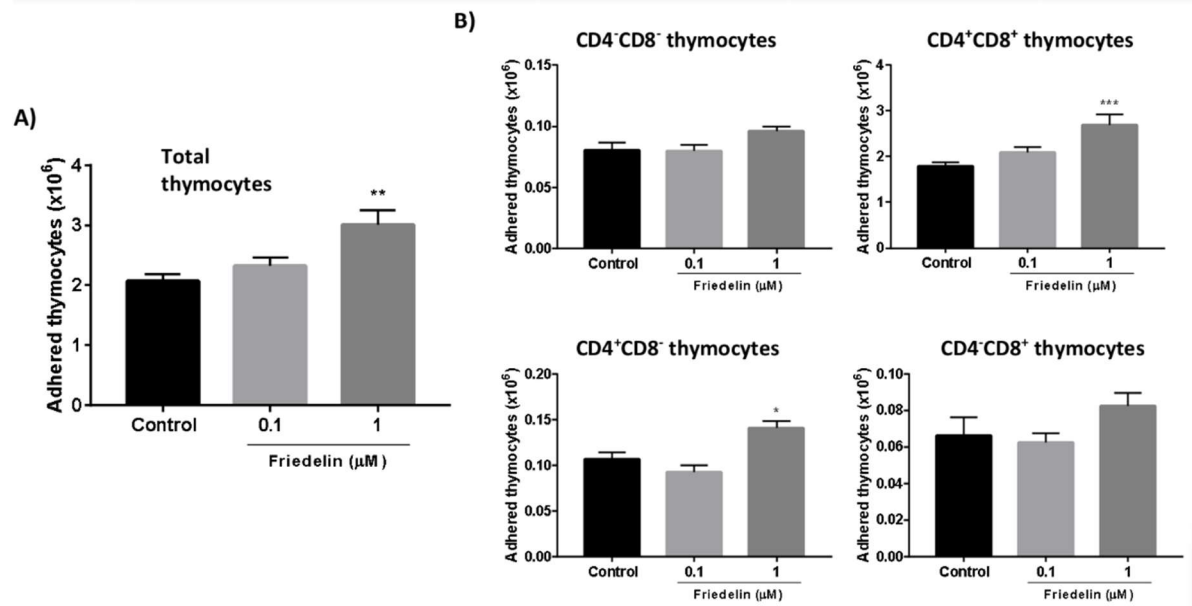 A)
Total
thymocytes
Adhered thymocytes (x10⁶)
4
3
2
1
0
**
Control
0.1
1
Friedelin (μM)
B)
CD4⁻CD8⁻ thymocytes
Adhered thymocytes (x10⁶)
0.15
0.10
0.05
0.00
Control
0.1
1
Friedelin (μM)
CD4⁺CD8⁺ thymocytes
Adhered thymocytes (x10⁶)
4
3
2
1
0
***
Control
0.1
1
Friedelin (μM)
CD4⁺CD8⁻ thymocytes
Adhered thymocytes (x10⁶)
0.20
0.15
0.10
0.05
0.00
*
Control
0.1
1
Friedelin (μM)
CD4⁻CD8⁺ thymocytes
Adhered thymocytes (x10⁶)
0.10
0.08
0.06
0.04
0.02
0.00
Control
0.1
1
Friedelin (μM)